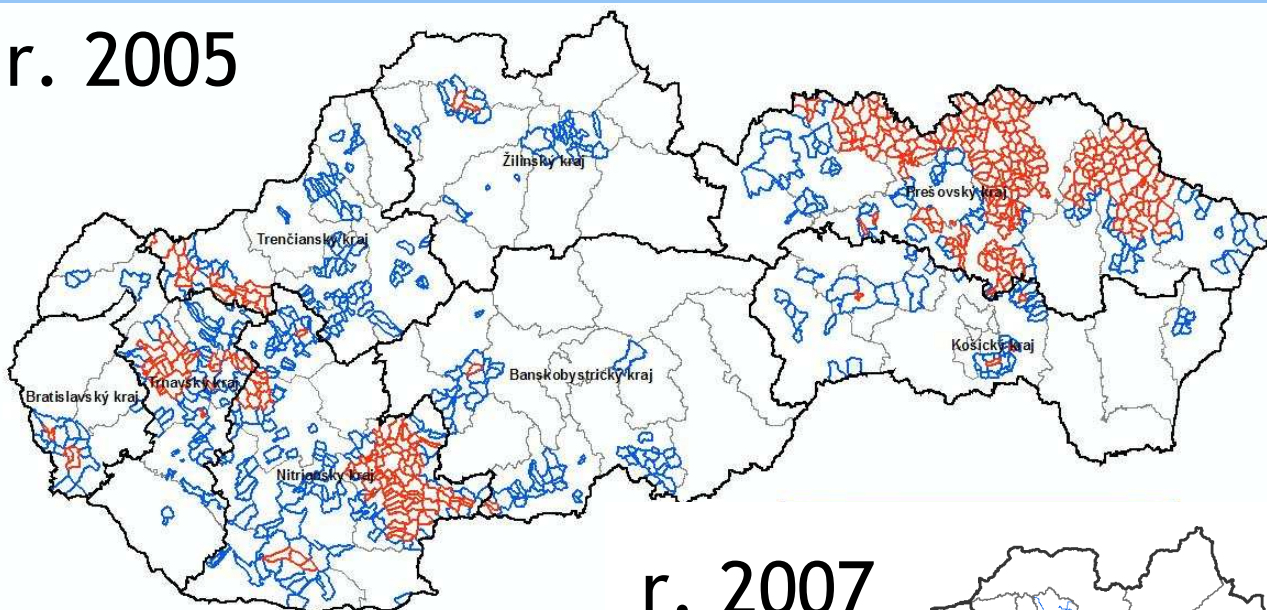 r. 2005
Žilinský kraj
Prešovský kraj
Trenčiansky kraj
Košický kraj
Banskobystrický kraj
Trnavský kraj
Bratislavský kraj
Nitriansky kraj
r. 2007